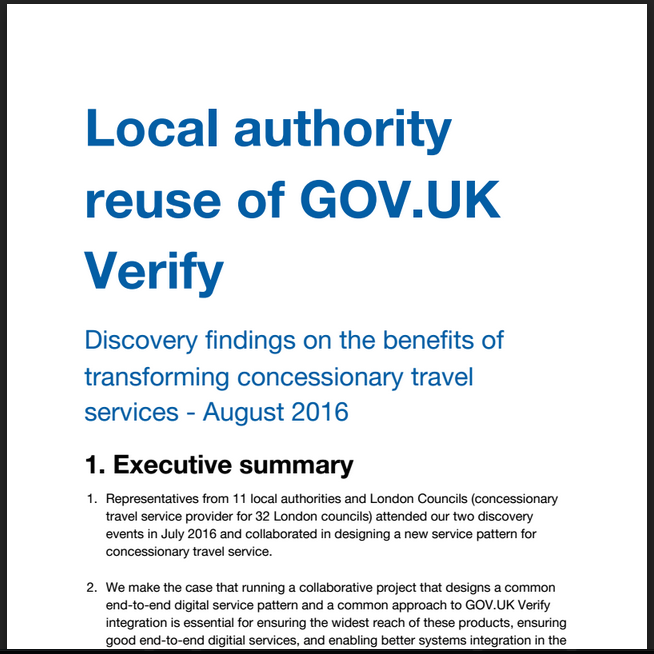 Local authority
reuse of GOV.UK
Verify
Discovery findings on the benefits of
transforming concessionary travel
services - August 2016
1. Executive summary
1. Representatives from 11 local authorities and London Councils (concessionary
travel service provider for 32 London councils) attended our two discovery
events in July 2016 and collaborated in designing a new service pattern for
concessionary travel service.
2. We make the case that running a collaborative project that designs a common
end-to-end digital service pattern and a common approach to GOV.UK Verify
integration is essential for ensuring the widest reach of these products, ensuring
good end-to-end digitial services, and enabling better systems integration in the